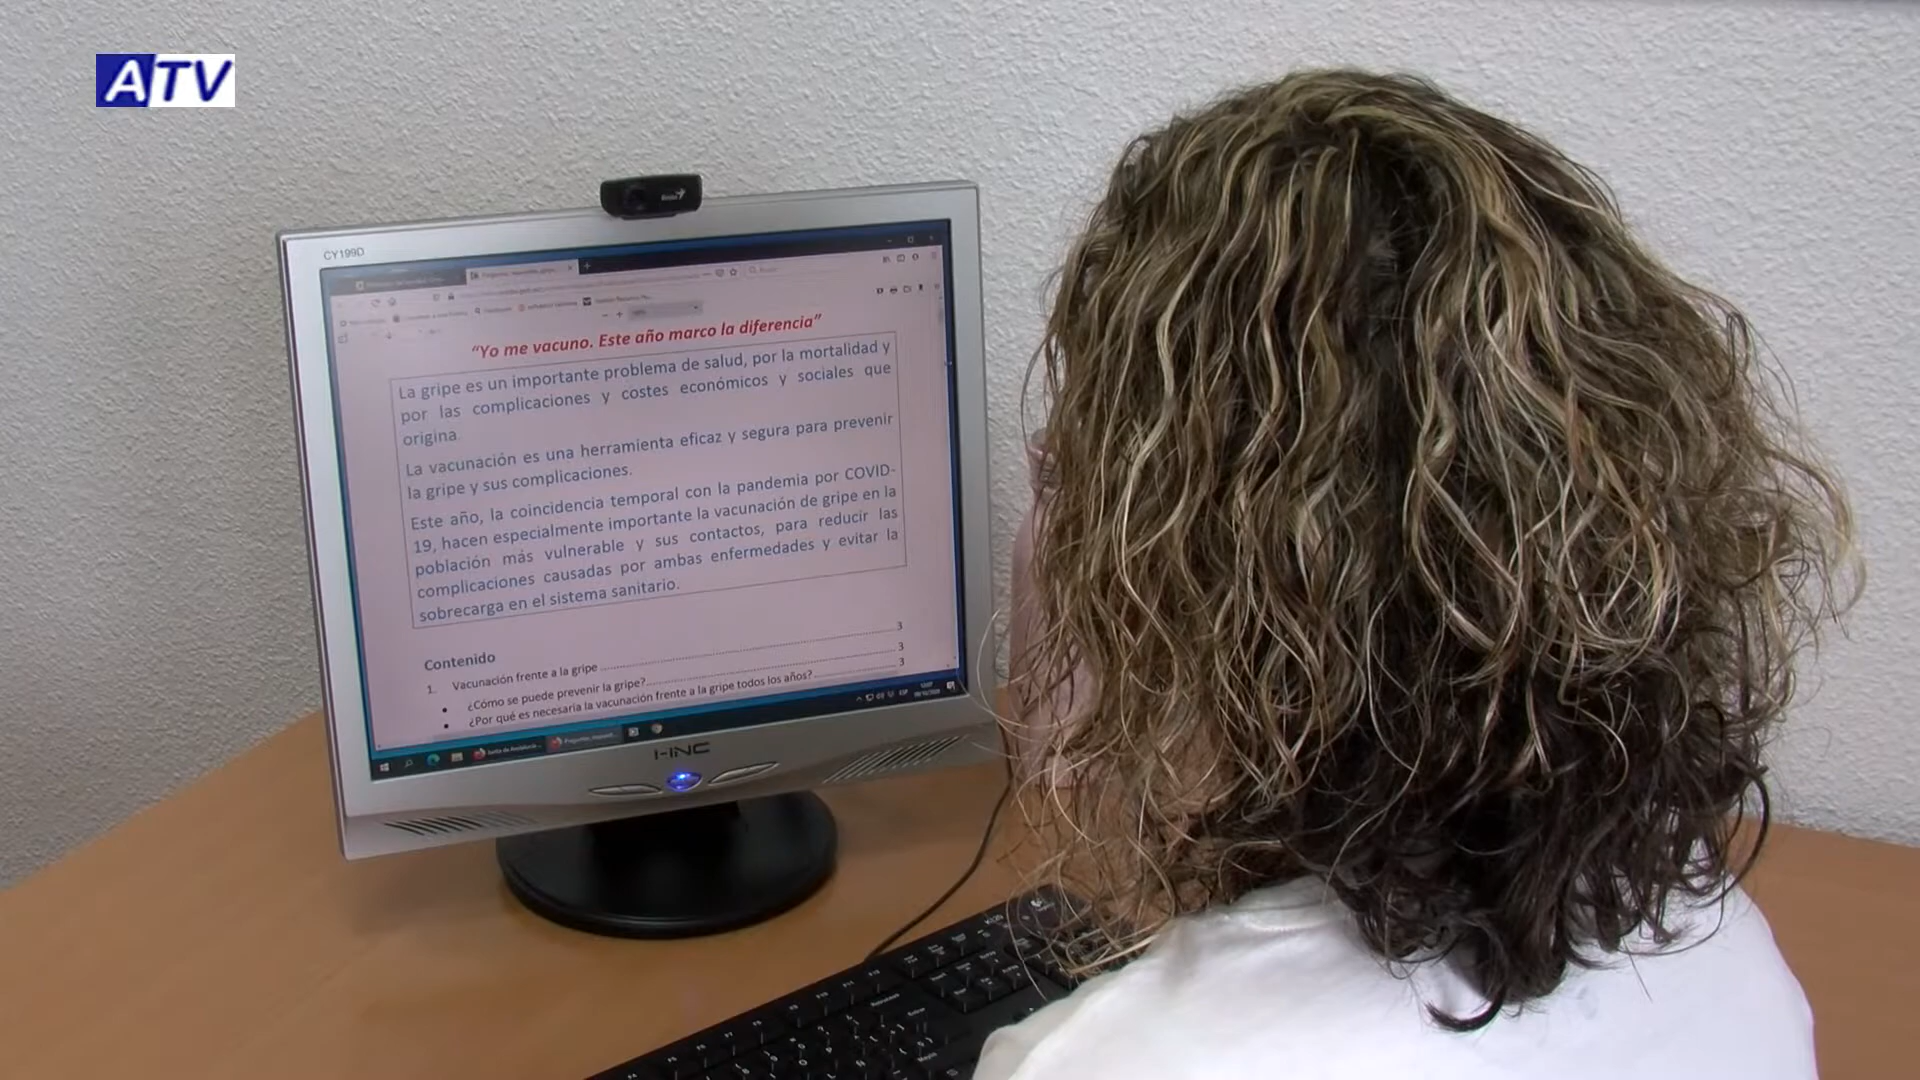 ATV
CY199D
“Yo me vacuno. Este año marco la diferencia”
La gripe es un importante problema de salud, por la mortalidad y
por las complicaciones y costes económicos y sociales que
origina.
La vacunación es una herramienta eficaz y segura para prevenir
la gripe y sus complicaciones.
Este año, la coincidencia temporal con la pandemia por COVID-
19, hacen especialmente importante la vacunación de gripe en la
población más vulnerable y sus contactos, para reducir las
complicaciones causadas por ambas enfermedades y evitar la
sobrecarga en el sistema sanitario.
Contenido
1. Vacunación frente a la gripe 3
¿Cómo se puede prevenir la gripe? 3
¿Por qué es necesaria la vacunación frente a la gripe todos los años? 3
I-INC